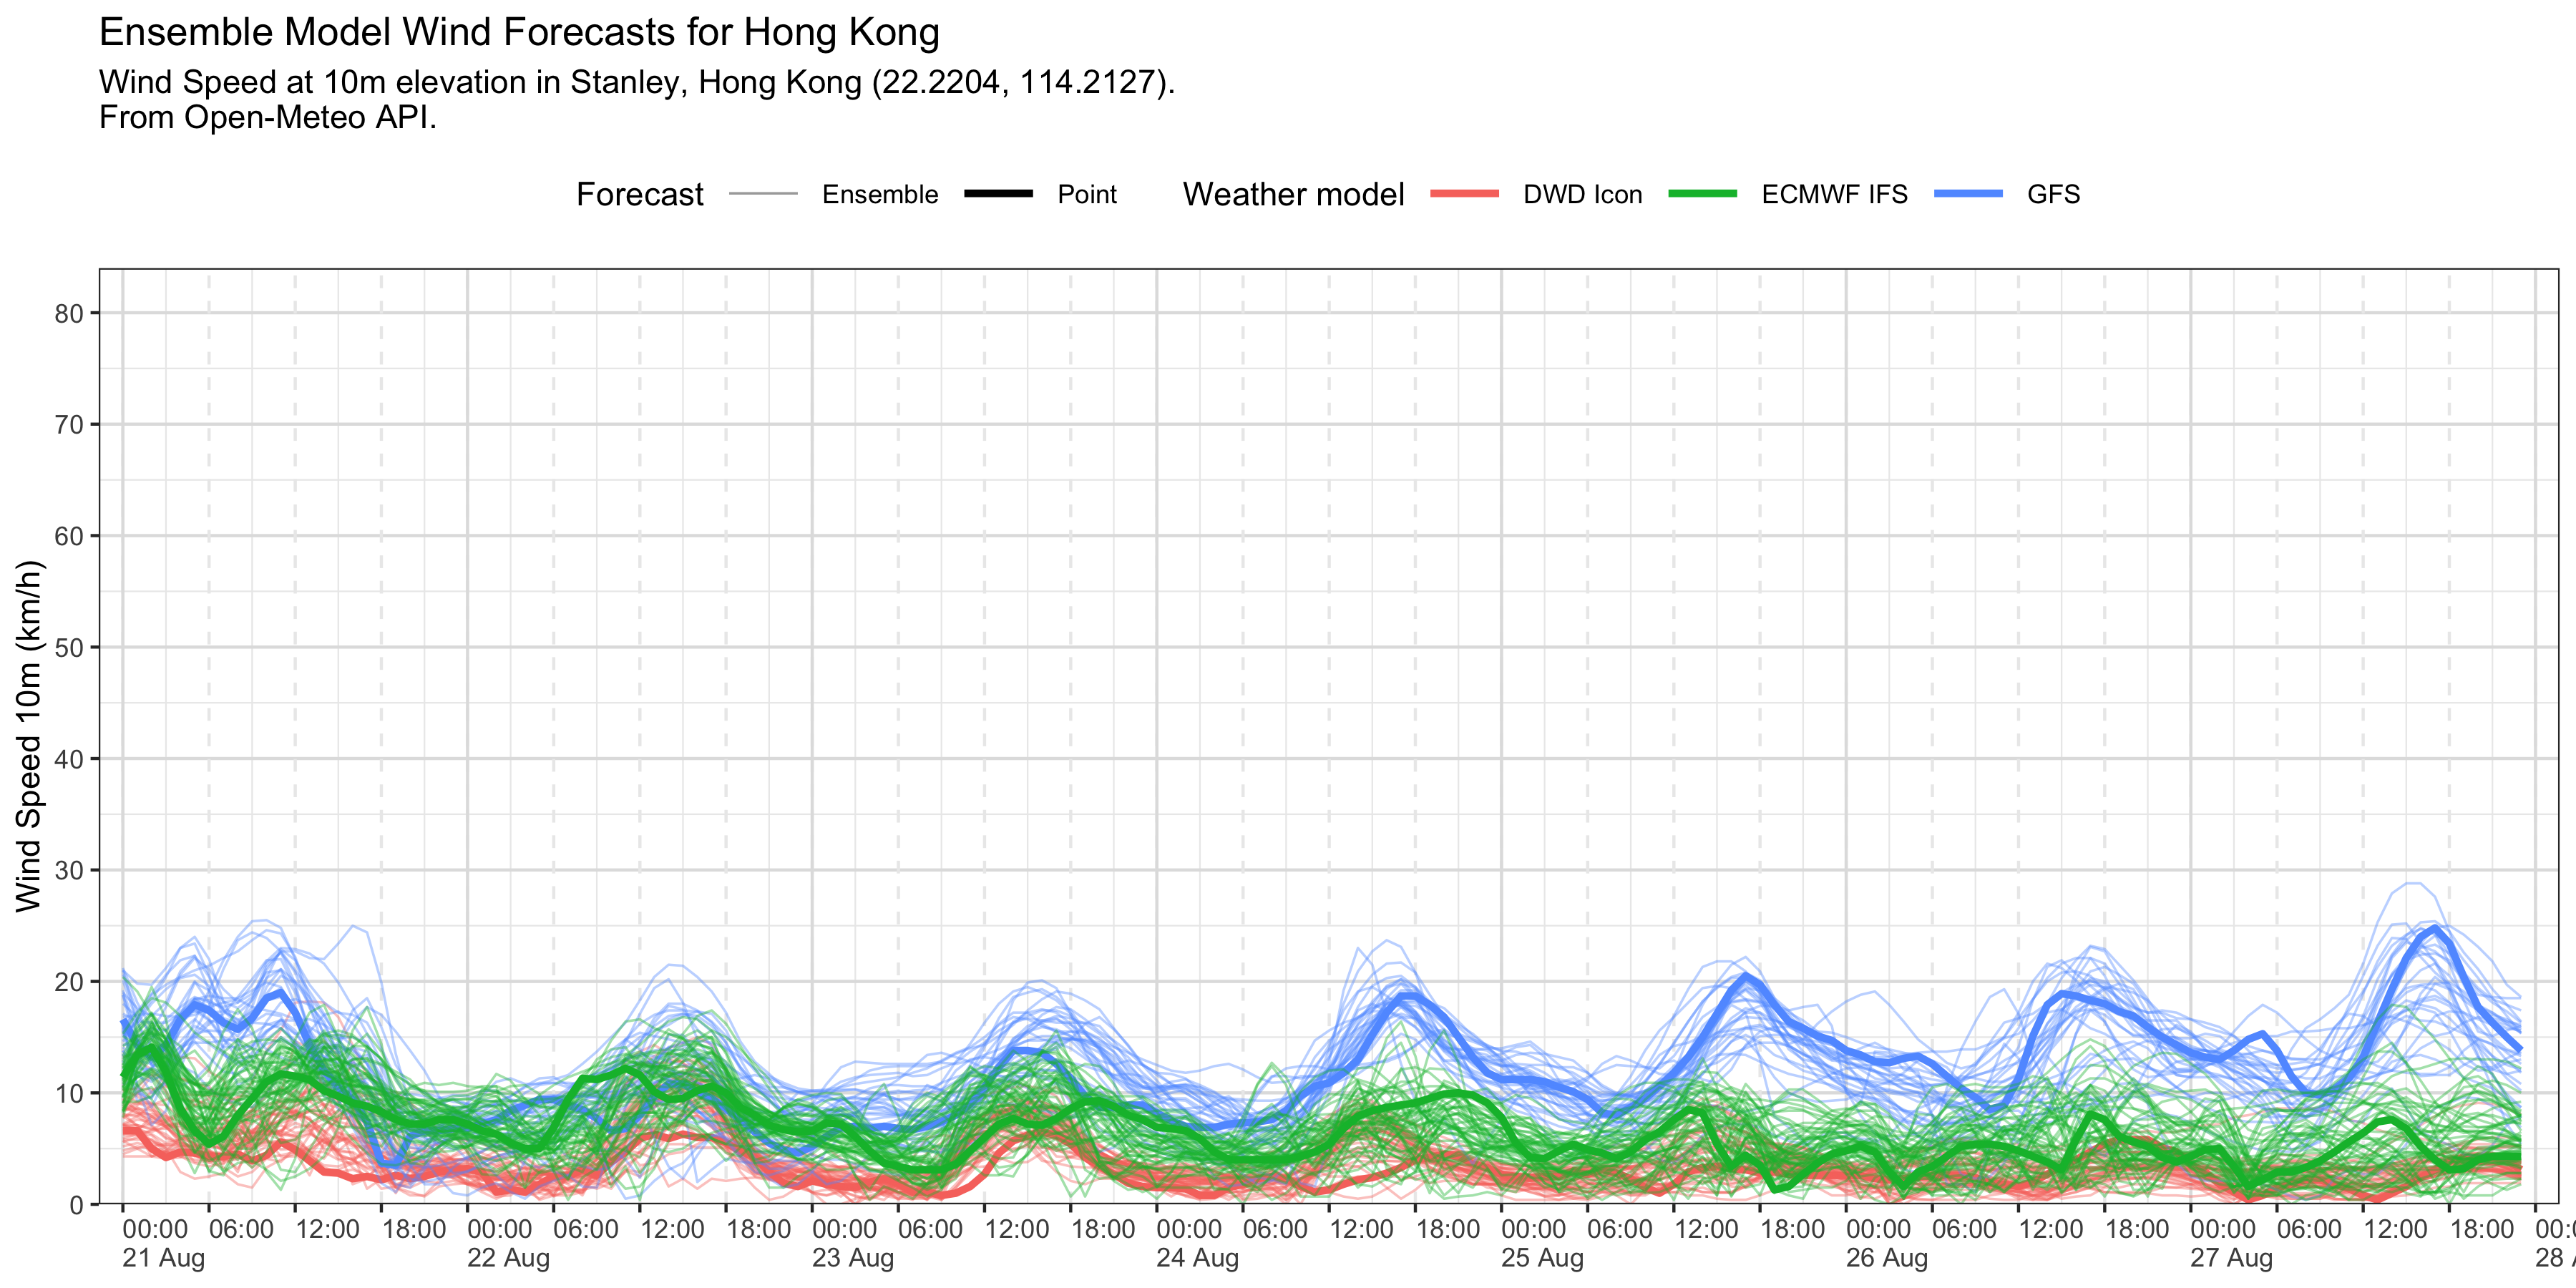 Ensemble Model Wind Forecasts for Hong Kong
Wind Speed at 10m elevation in Stanley, Hong Kong (22.2204, 114.2127).
From Open-Meteo API.
Forecast Ensemble Point Weather model DWD Icon ECMWF IFS GFS
Wind Speed 10m (km/h)
80
70
60
50
40
30
20
10
0
00:00 06:00 12:00 18:00 00:00 06:00 12:00 18:00 00:00 06:00 12:00 18:00 00:00 06:00 12:00 18:00 00:00 06:00 12:00 18:00 00:00 06:00 12:00 18:00 00:00 06:00 12:00 18:00 00:0
21 Aug 22 Aug 23 Aug 24 Aug 25 Aug 26 Aug 27 Aug 28 A